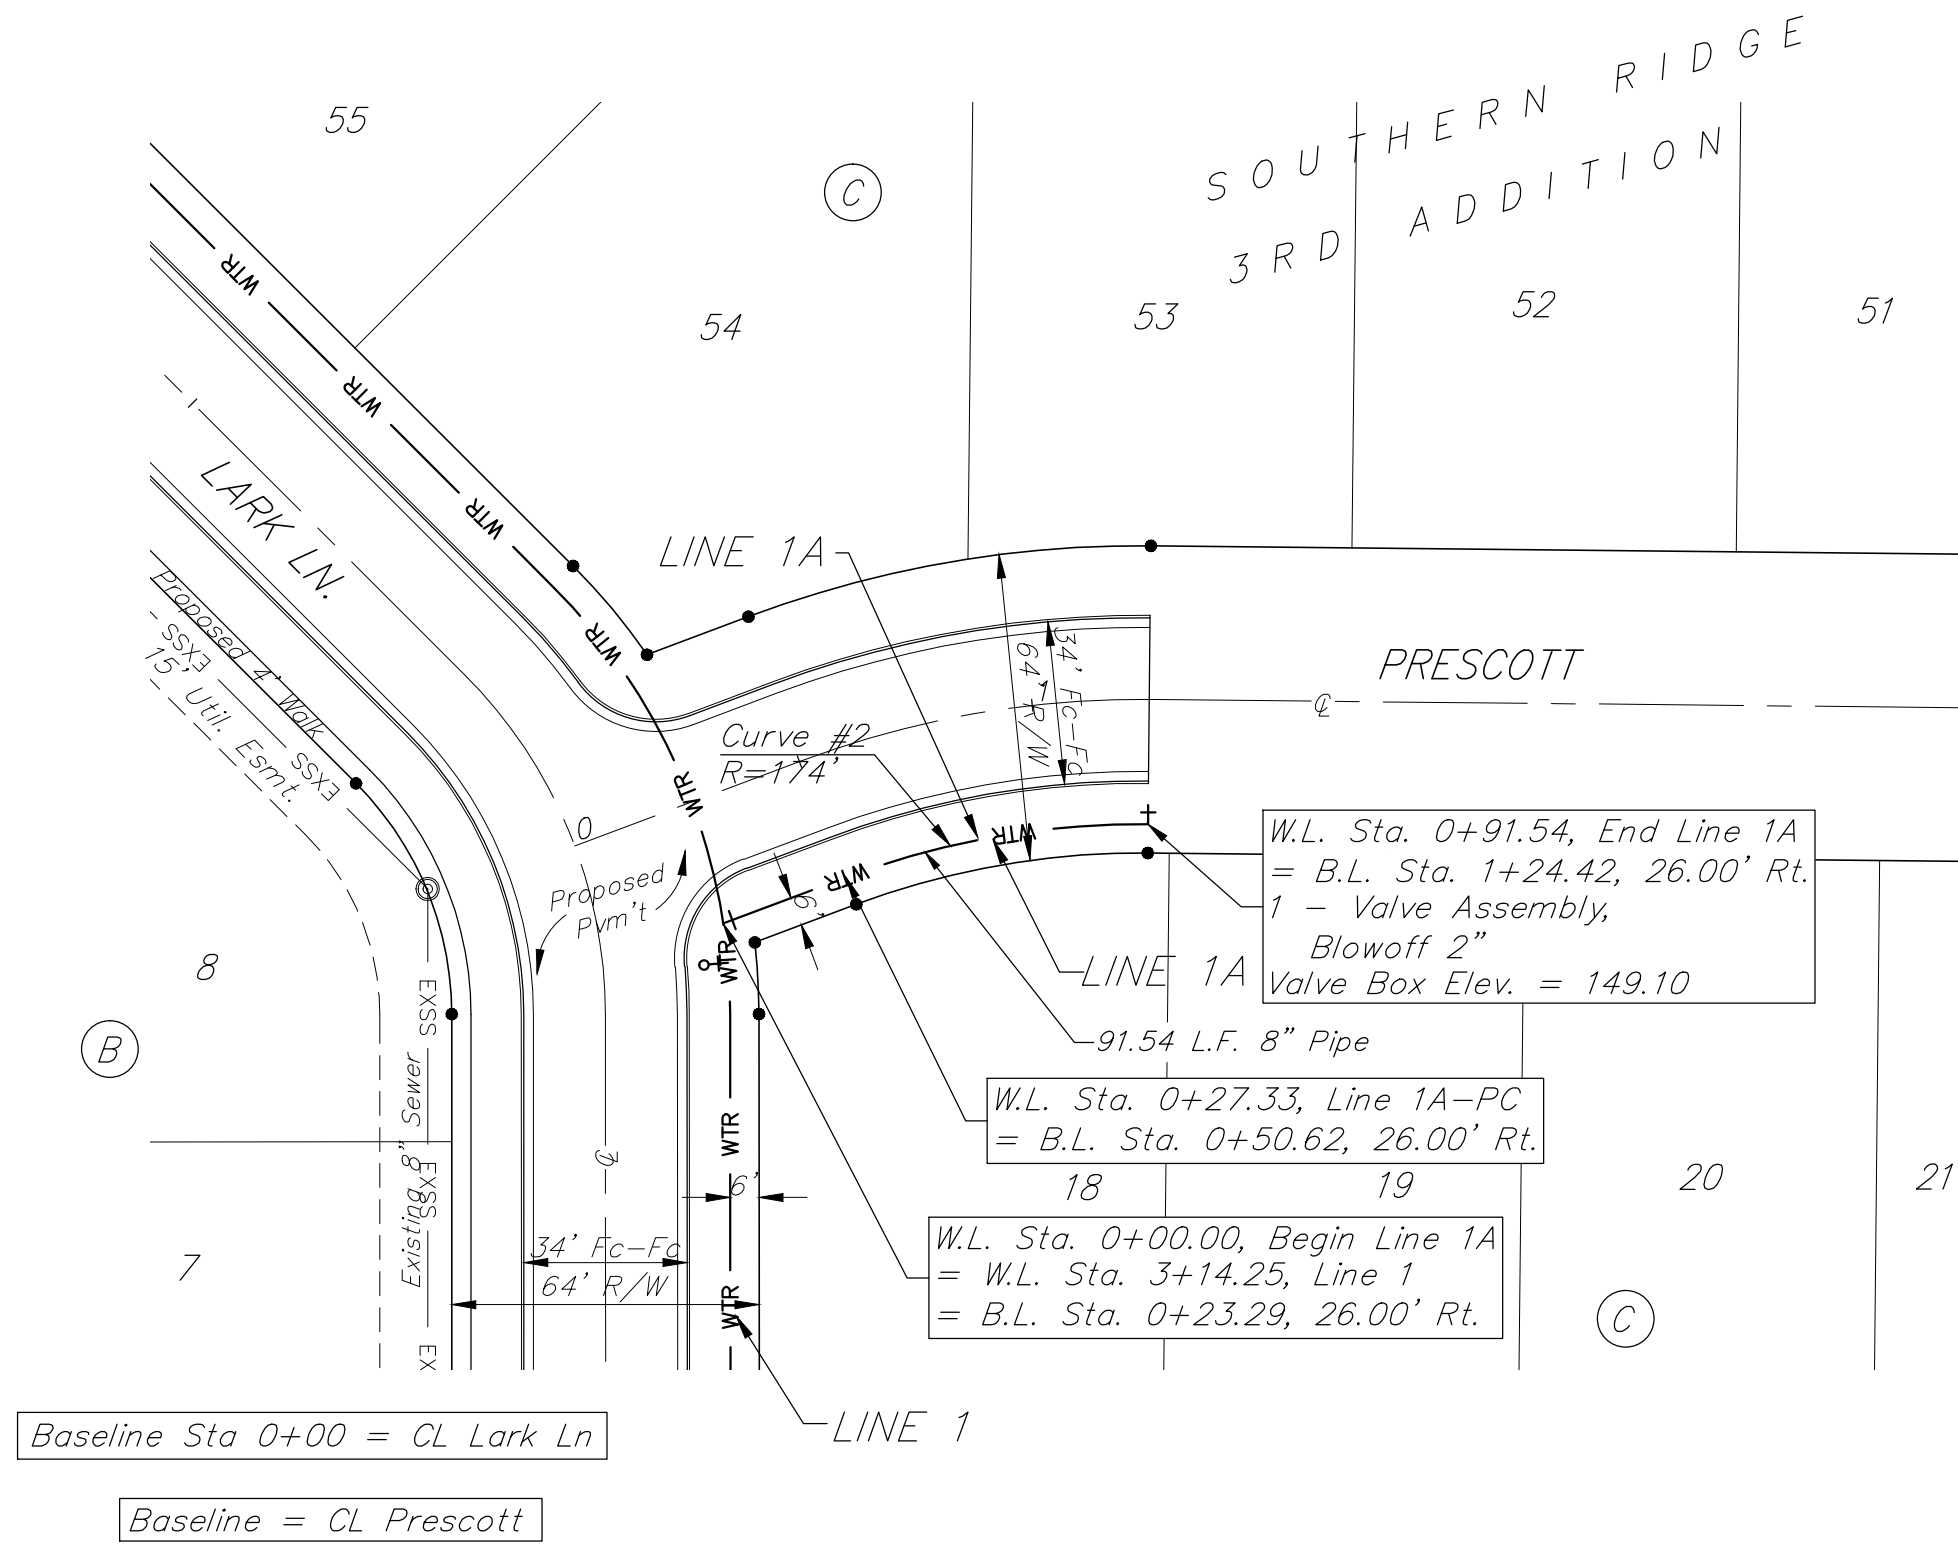 SOUTHERN RIDGE
3RD ADDITION
55
C
54
53
52
51
WTR
WTR
WTR
WTR
WTR
WTR
WTR
WTR
WTR
WTR
WTR
LARK LN.
LINE 1A
PRESCOTT
34' Fc-Fc
64' R/W
1
℄
Curve #2
R=174'
Proposed 4' Walk
EXSS
15' Util. Esmt.
EXSS
0
Proposed
Pvm't
6'
W.L. Sta. 0+91.54, End Line 1A
= B.L. Sta. 1+24.42, 26.00' Rt.
1 - Valve Assembly,
Blowoff 2"
Valve Box Elev. = 149.10
LINE 1A
91.54 L.F. 8" Pipe
W.L. Sta. 0+27.33, Line 1A-PC
= B.L. Sta. 0+50.62, 26.00' Rt.
8
B
EXSS
Existing 8" Sewer
EXSS
EX
7
6'
18
19
20
21
34' Fc-Fc
64' R/W
W.L. Sta. 0+00.00, Begin Line 1A
= W.L. Sta. 3+14.25, Line 1
= B.L. Sta. 0+23.29, 26.00' Rt.
C
LINE 1
Baseline Sta 0+00 = CL Lark Ln
Baseline = CL Prescott